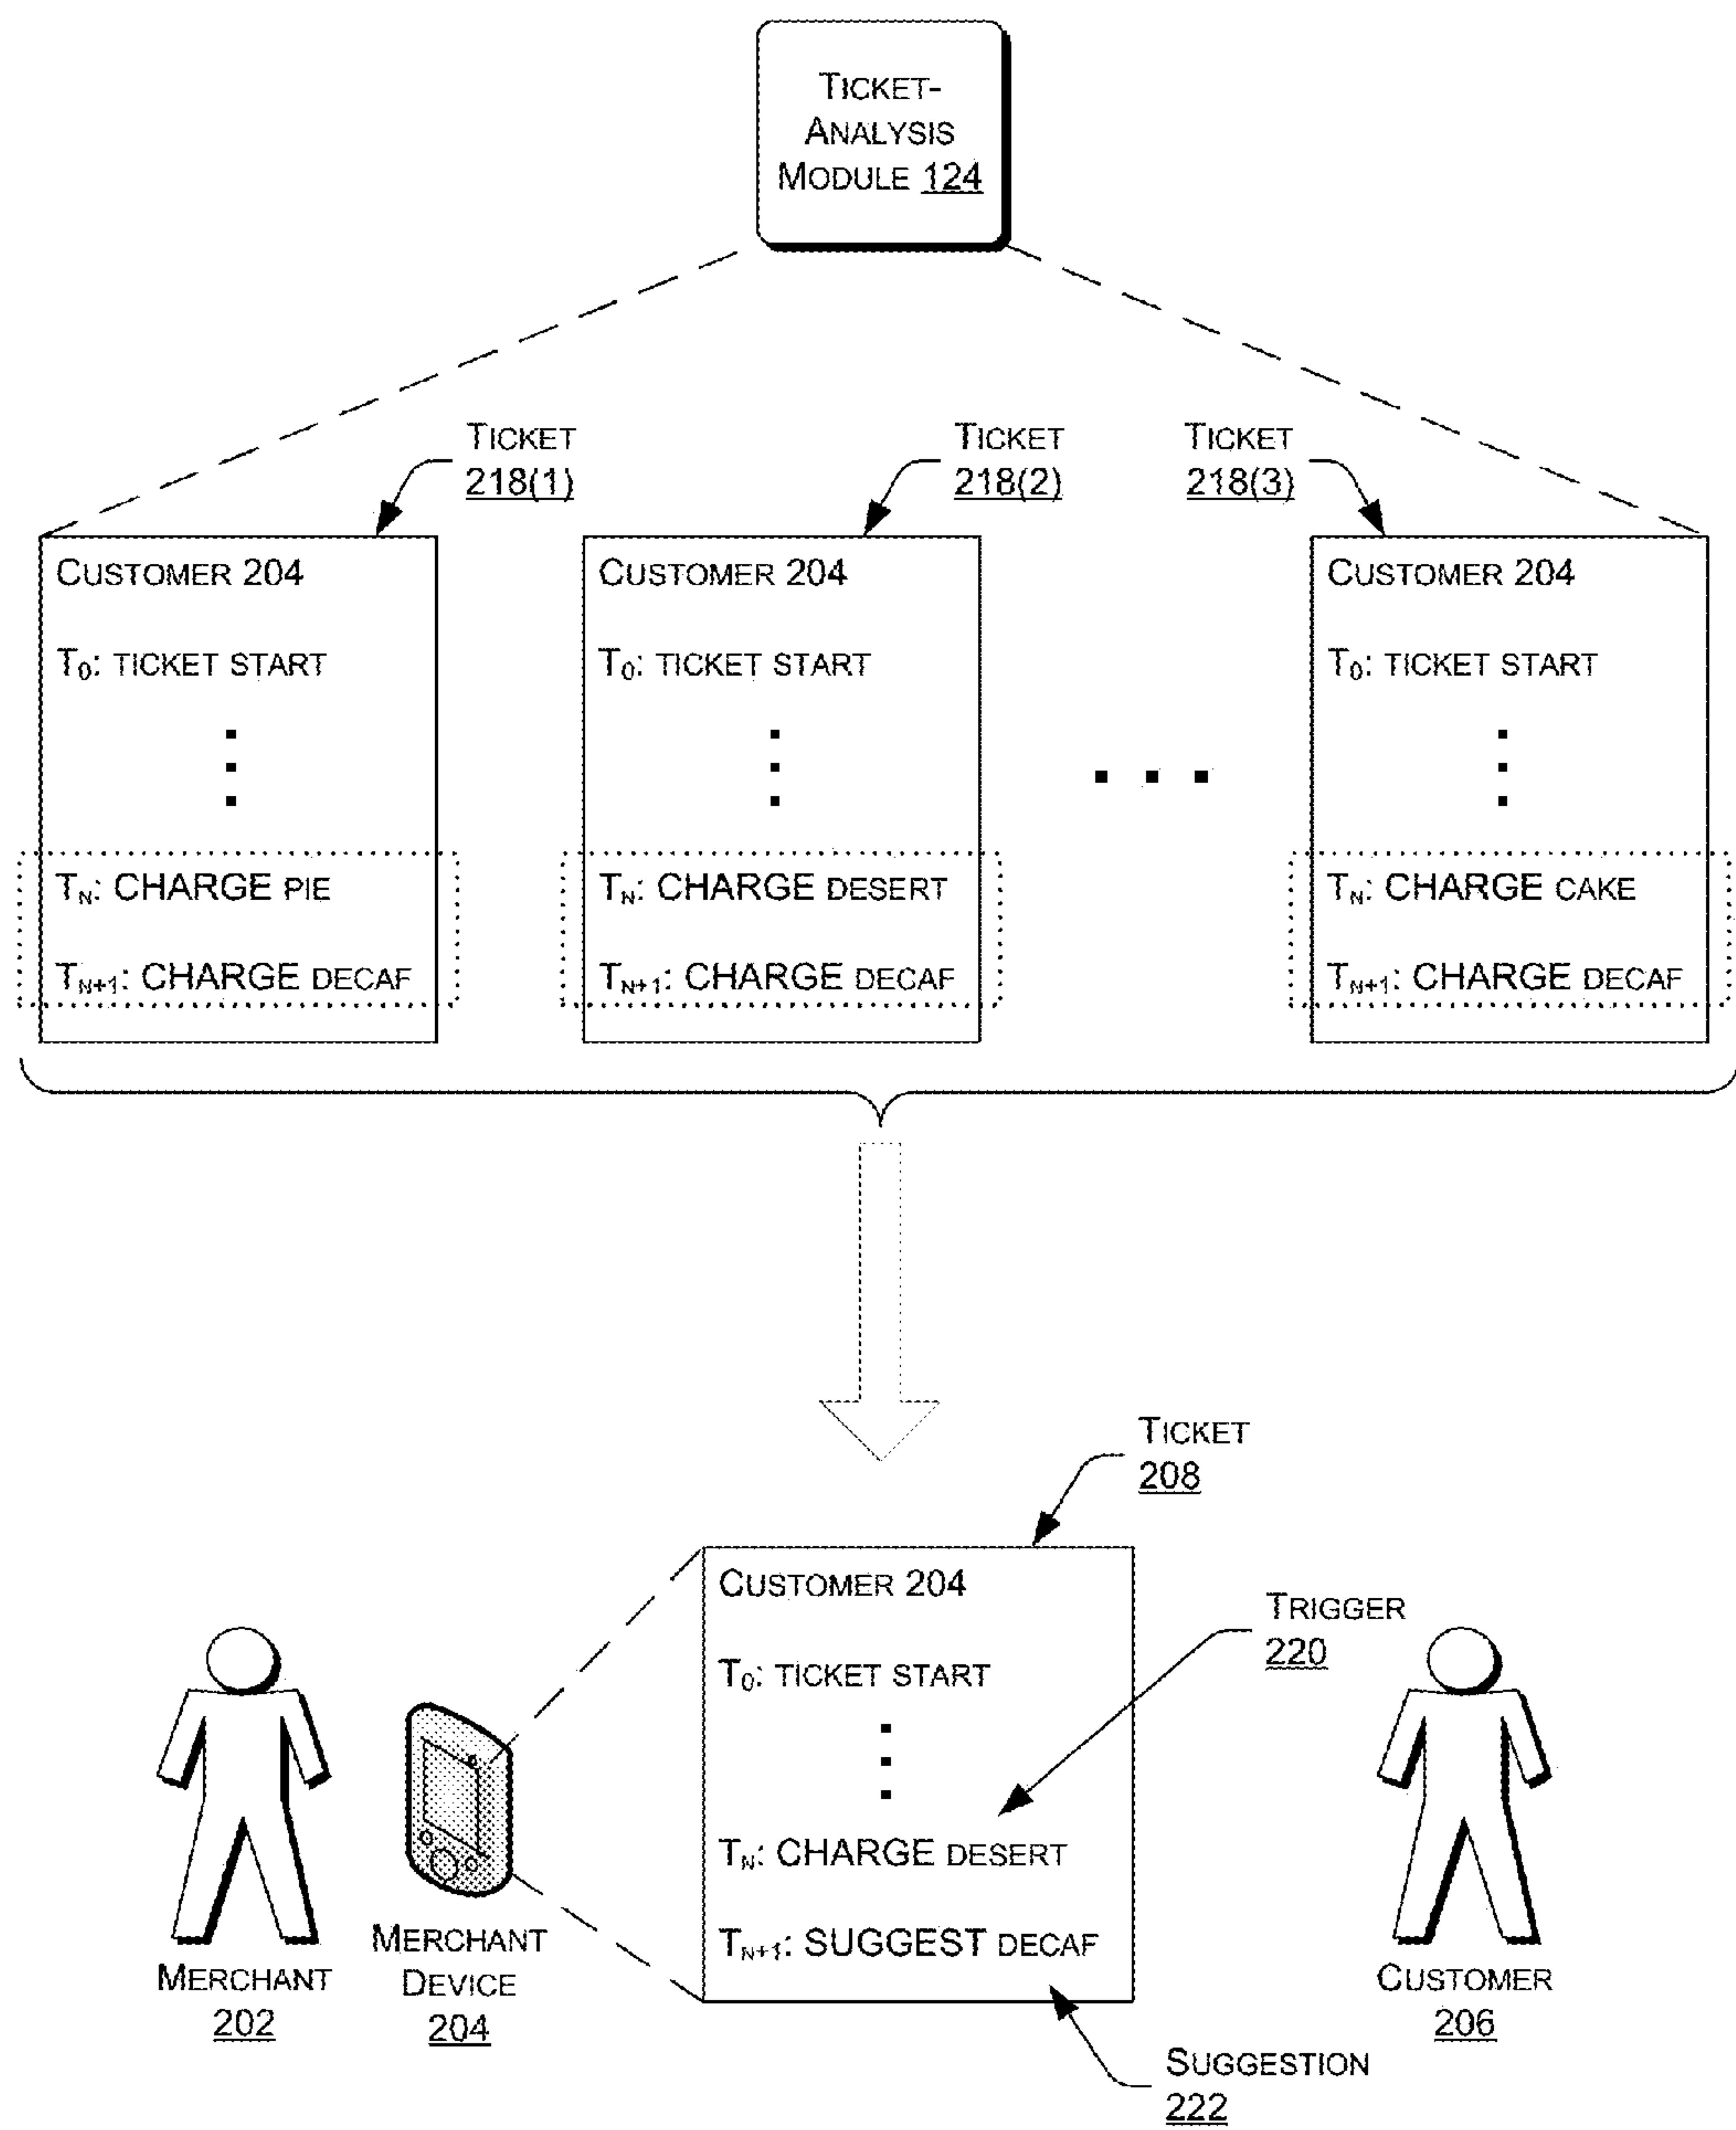 TICKET-
ANALYSIS
MODULE 124
TICKET
218(1)
TICKET
218(2)
TICKET
218(3)
CUSTOMER 204
T0: TICKET START
TN: CHARGE PIE
TN+1: CHARGE DECAF
CUSTOMER 204
T0: TICKET START
TN: CHARGE DESERT
TN+1: CHARGE DECAF
CUSTOMER 204
T0: TICKET START
TN: CHARGE CAKE
TN+1: CHARGE DECAF
TICKET
208
CUSTOMER 204
T0: TICKET START
TN: CHARGE DESERT
TN+1: SUGGEST DECAF
TRIGGER
220
MERCHANT
202
MERCHANT
DEVICE
204
CUSTOMER
206
SUGGESTION
222